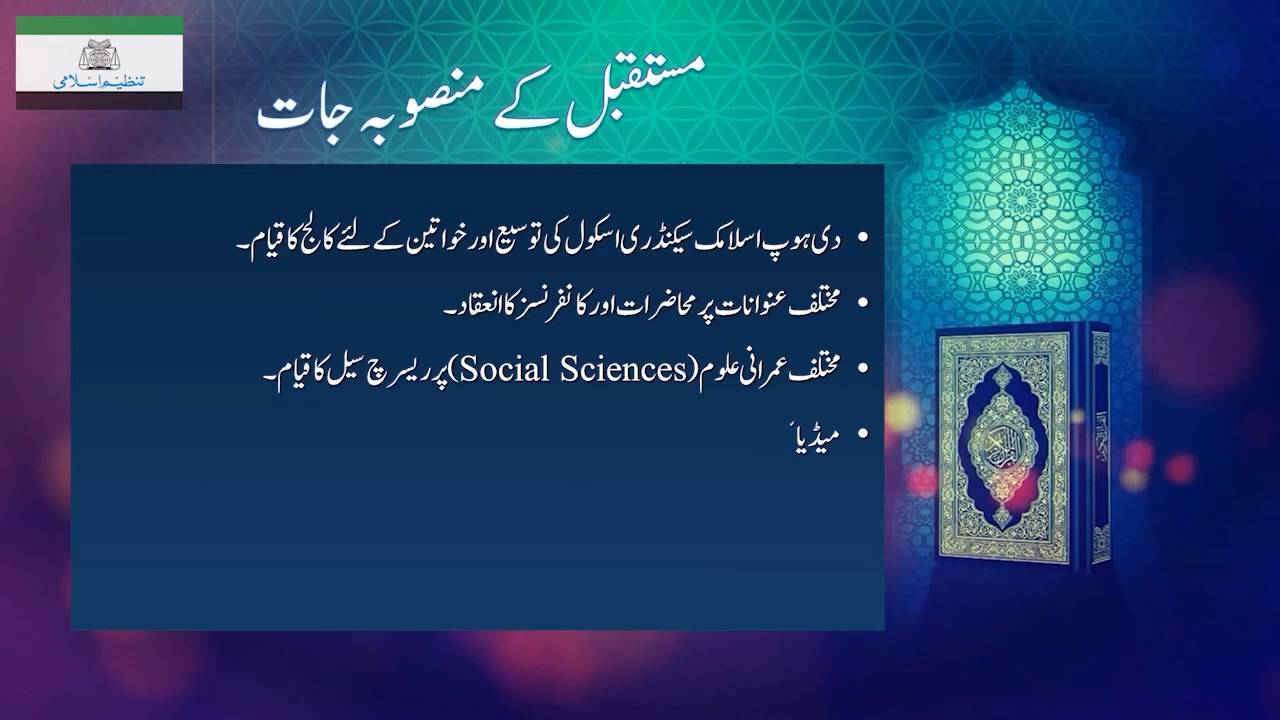 تنظیمِ اسلامی
مستقبل کے منصوبہ جات
• دی ہوپ اسلامک سیکنڈری اسکول کی توسیع اور خواتین کے لئے کالج کا قیام۔
• مختلف عنوانات پر محاضرات اور کانفرنسز کا انعقاد۔
• مختلف عمرانی علوم (Social Sciences) پر ریسرچ سیل کا قیام۔
• میڈیا